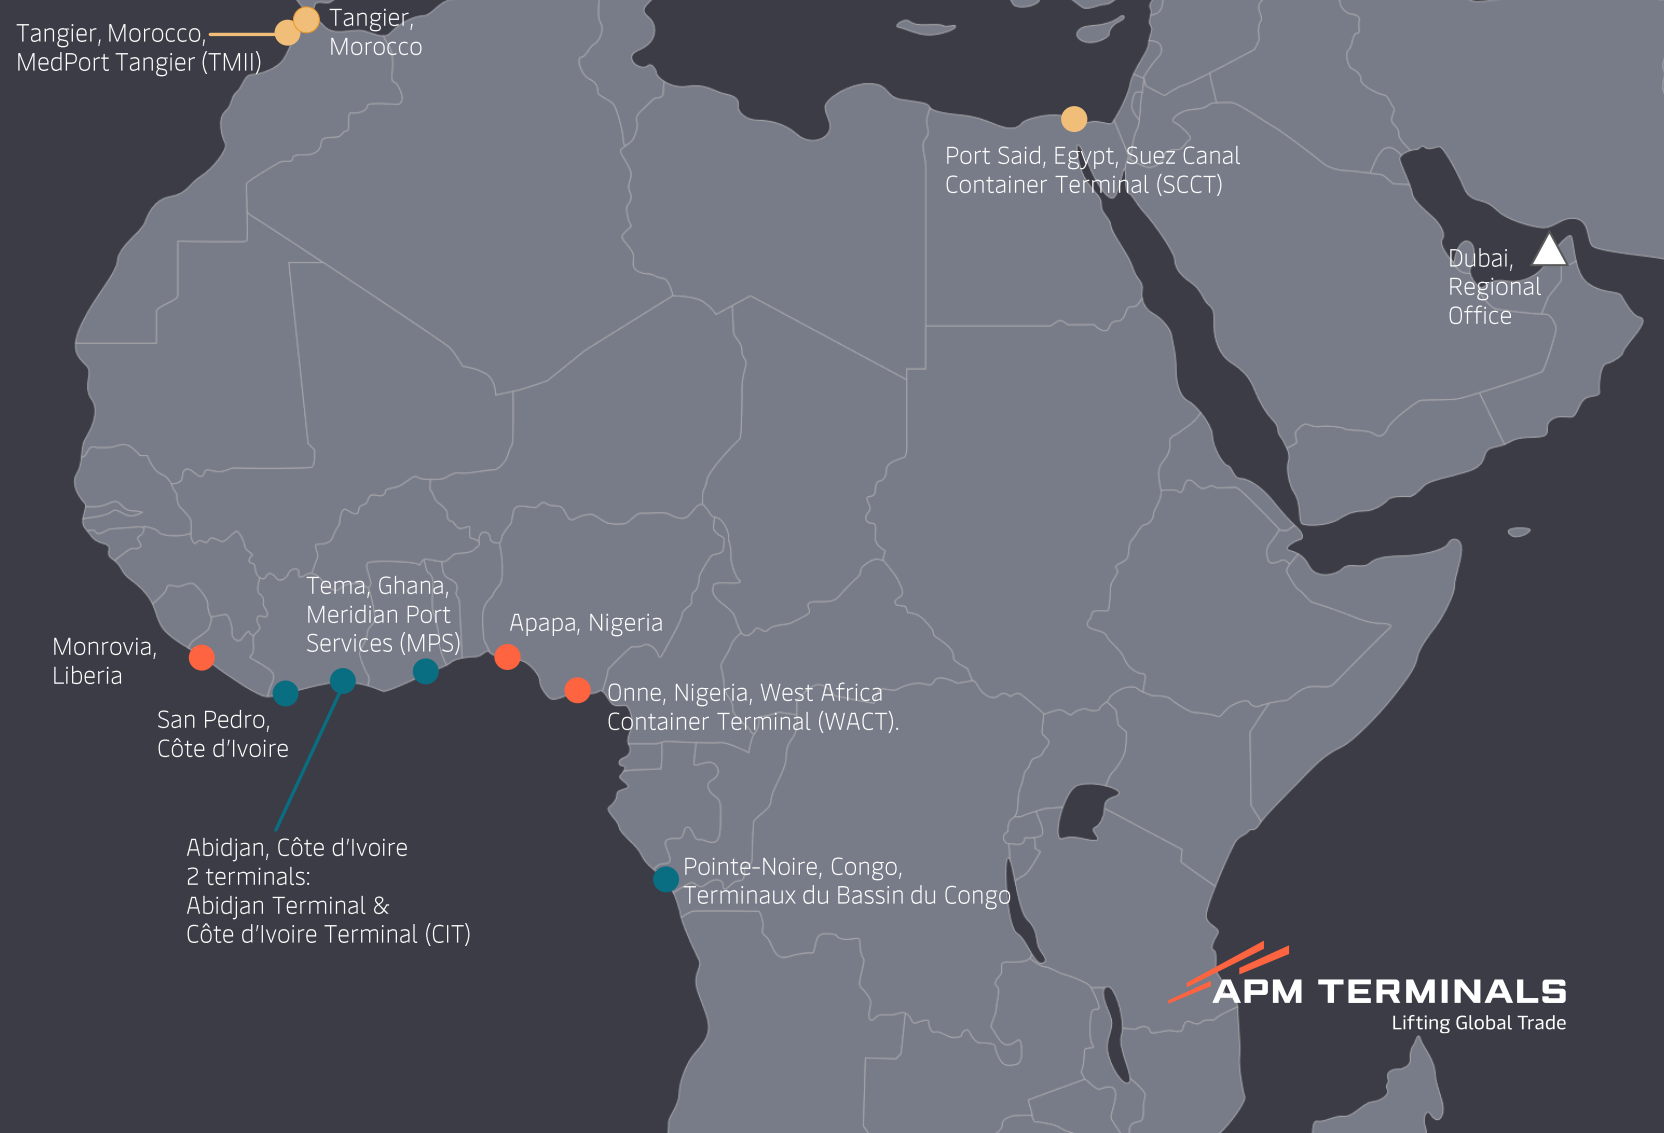 Tangier, Morocco,
MedPort Tangier (TMII)
Tangier,
Morocco
Port Said, Egypt, Suez Canal
Container Terminal (SCCT)
Dubai,
Regional
Office
Tema, Ghana,
Meridian Port
Services (MPS)
Apapa, Nigeria
Monrovia,
Liberia
San Pedro,
Côte d'Ivoire
Onne, Nigeria, West Africa
Container Terminal (WACT).
Abidjan, Côte d'Ivoire
2 terminals:
Abidjan Terminal &
Côte d'Ivoire Terminal (CIT)
Pointe-Noire, Congo,
Terminaux du Bassin du Congo
APM TERMINALS
Lifting Global Trade